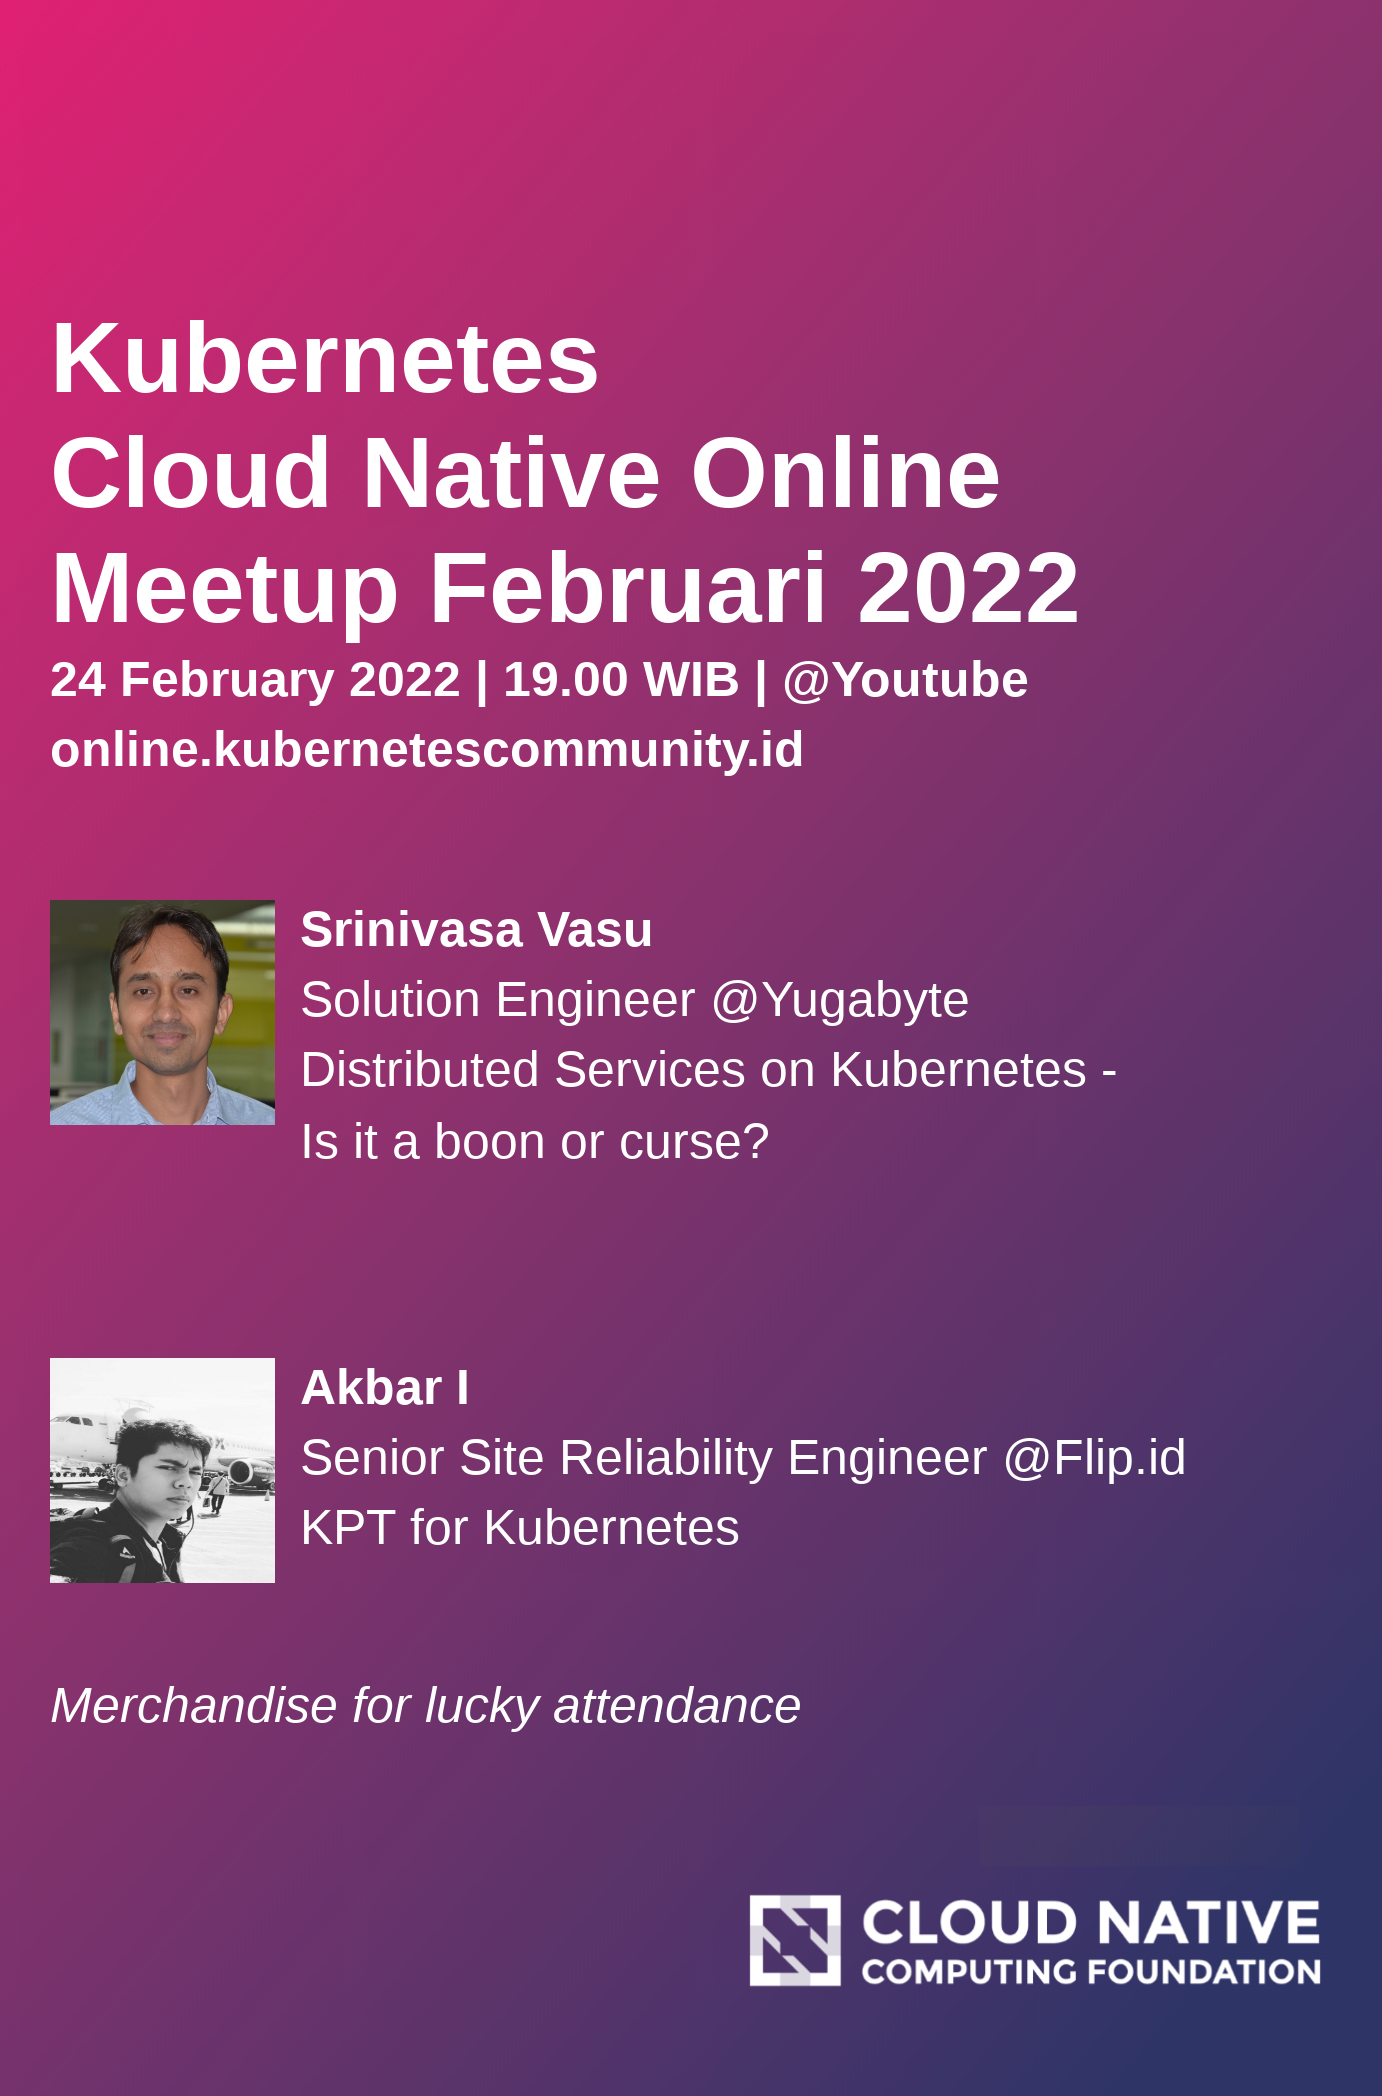 Kubernetes
Cloud Native Online
Meetup Februari 2022
24 February 2022 | 19.00 WIB | @Youtube
online.kubernetescommunity.id
Srinivasa Vasu
Solution Engineer @Yugabyte
Distributed Services on Kubernetes -
Is it a boon or curse?
Akbar I
Senior Site Reliability Engineer @Flip.id
KPT for Kubernetes
Merchandise for lucky attendance
CLOUD NATIVE
COMPUTING FOUNDATION